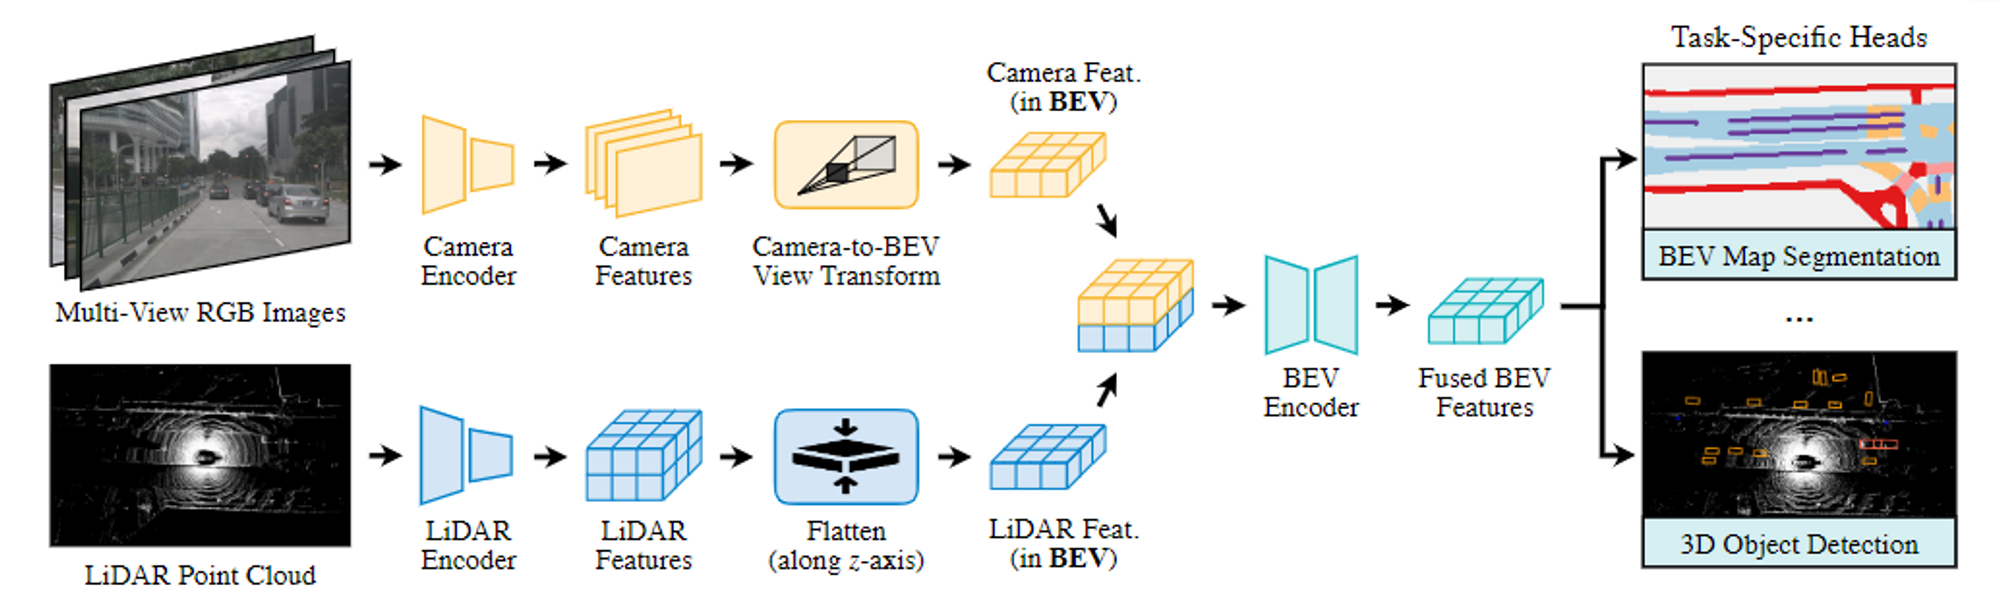 Task-Specific Heads
Camera Feat.
(in BEV)
Camera
Encoder
Camera
Features
Camera-to-BEV
View Transform
Multi-View RGB Images
BEV Map Segmentation
...
BEV
Encoder
Fused BEV
Features
LiDAR
Encoder
LiDAR
Features
Flatten
(along z-axis)
LiDAR Feat.
(in BEV)
LiDAR Point Cloud
3D Object Detection